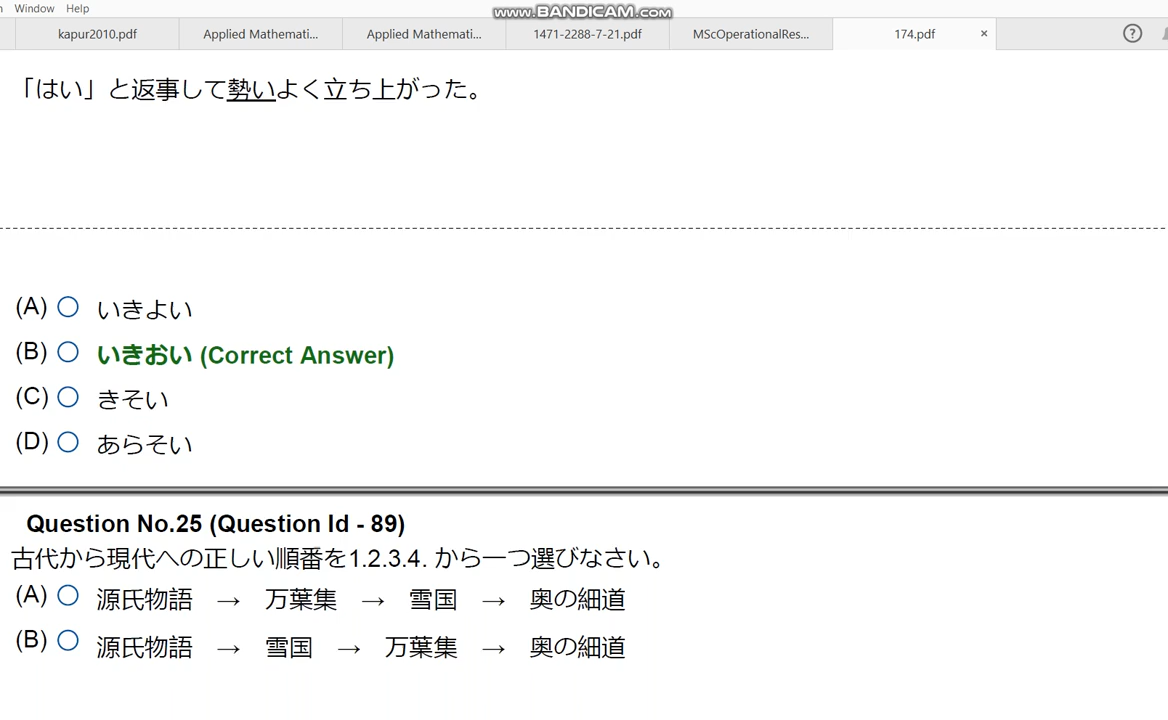 Window Help
www.BANDICAM.com
kapur2010.pdf Applied Mathemati... Applied Mathemati... 1471-2288-7-21.pdf MScOperationalRes... 174.pdf × ?
「はい」と返事して勢いよく立ち上がった。
(A) いきよい
(B) いきおい (Correct Answer)
(C) きそい
(D) あらそい
Question No.25 (Question Id - 89)
古代から現代への正しい順番を1.2.3.4. から一つ選びなさい。
(A) 源氏物語 → 万葉集 → 雪国 → 奥の細道
(B) 源氏物語 → 雪国 → 万葉集 → 奥の細道